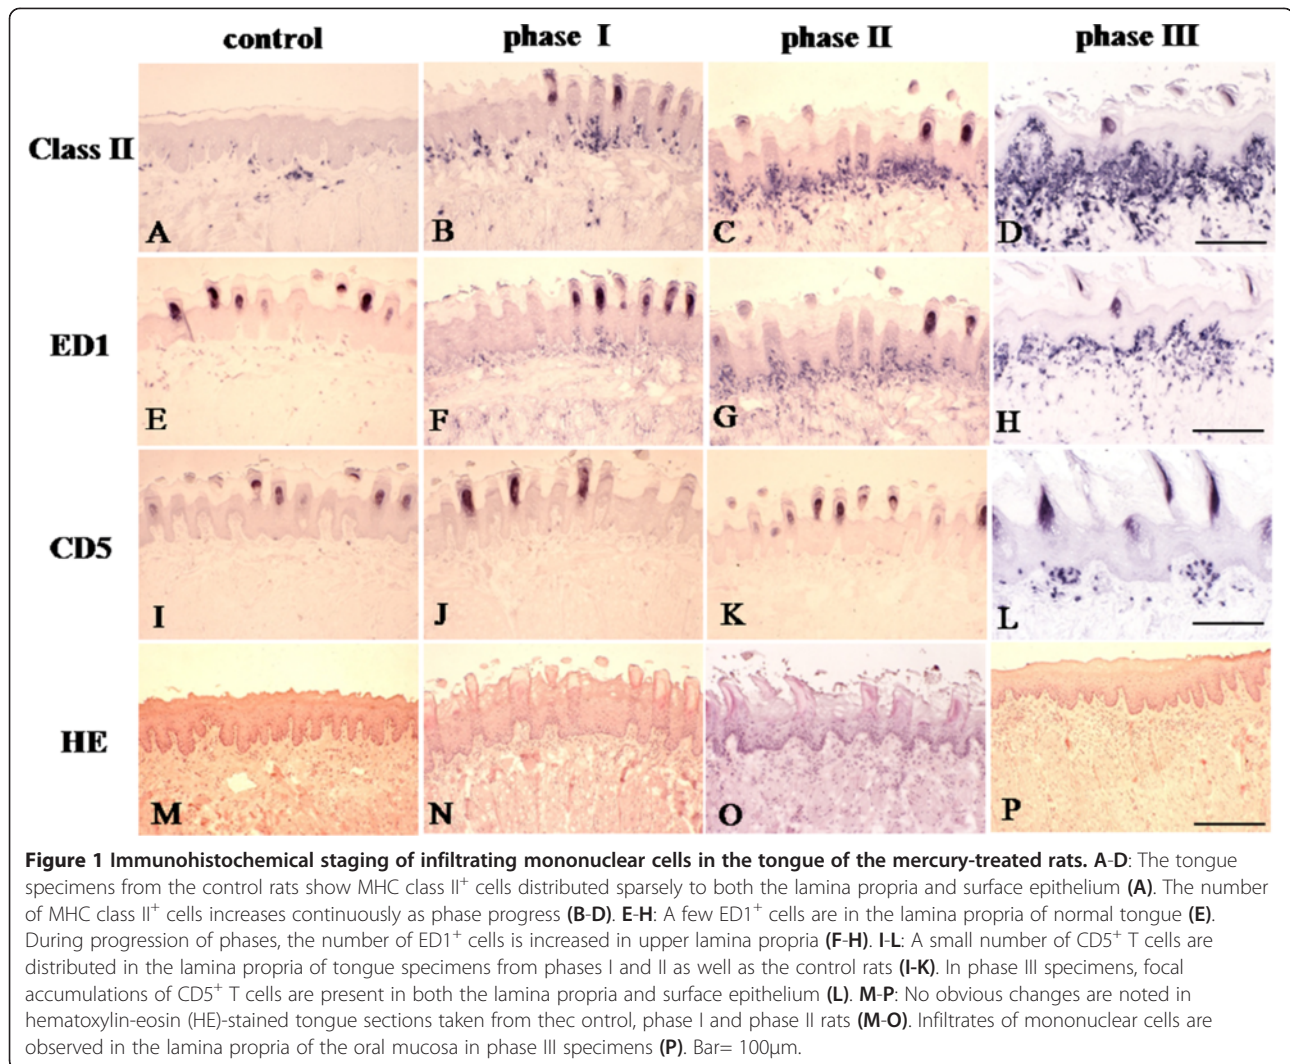 control phase I phase II phase III
Class II
A B C D
ED1
E F G H
CD5
I J K L
HE
M N O P
Figure 1 Immunohistochemical staging of infiltrating mononuclear cells in the tongue of the mercury-treated rats. A-D: The tongue
specimens from the control rats show MHC class II+ cells distributed sparsely to both the lamina propria and surface epithelium (A). The number
of MHC class II+ cells increases continuously as phase progress (B-D). E-H: A few ED1+ cells are in the lamina propria of normal tongue (E).
During progression of phases, the number of ED1+ cells is increased in upper lamina propria (F-H). I-L: A small number of CD5+ T cells are
distributed in the lamina propria of tongue specimens from phases I and II as well as the control rats (I-K). In phase III specimens, focal
accumulations of CD5+ T cells are present in both the lamina propria and surface epithelium (L). M-P: No obvious changes are noted in
hematoxylin-eosin (HE)-stained tongue sections taken from thec ontrol, phase I and phase II rats (M-O). Infiltrates of mononuclear cells are
observed in the lamina propria of the oral mucosa in phase III specimens (P). Bar= 100μm.